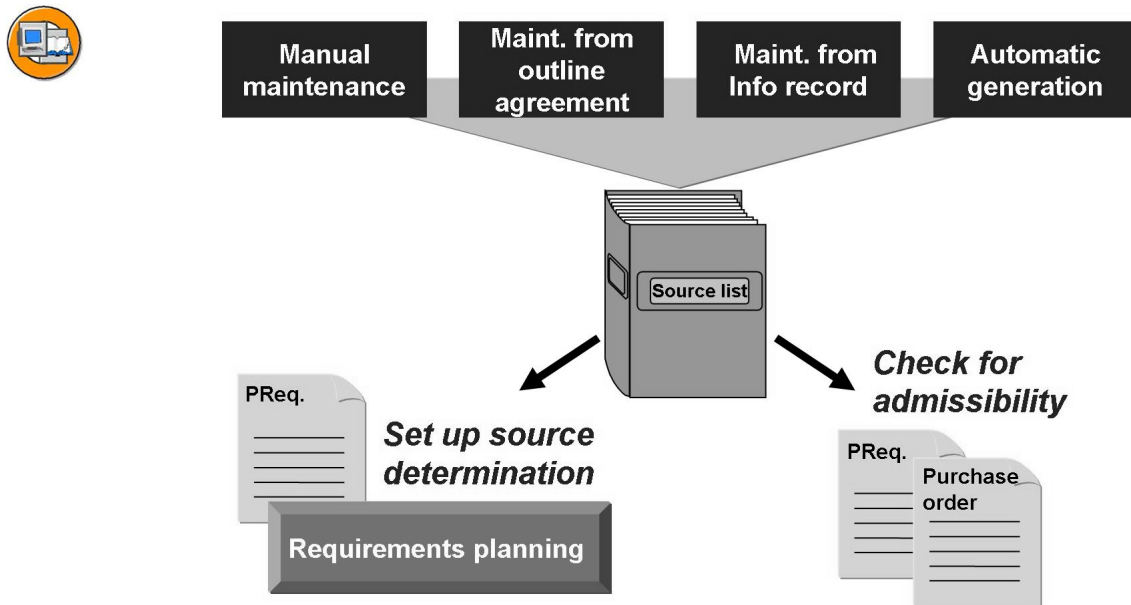 Manual
maintenance
Maint. from
outline
agreement
Maint. from
Info record
Automatic
generation
Source list
PReq.
Set up source
determination
Requirements planning
Check for
admissibility
PReq.
Purchase
order